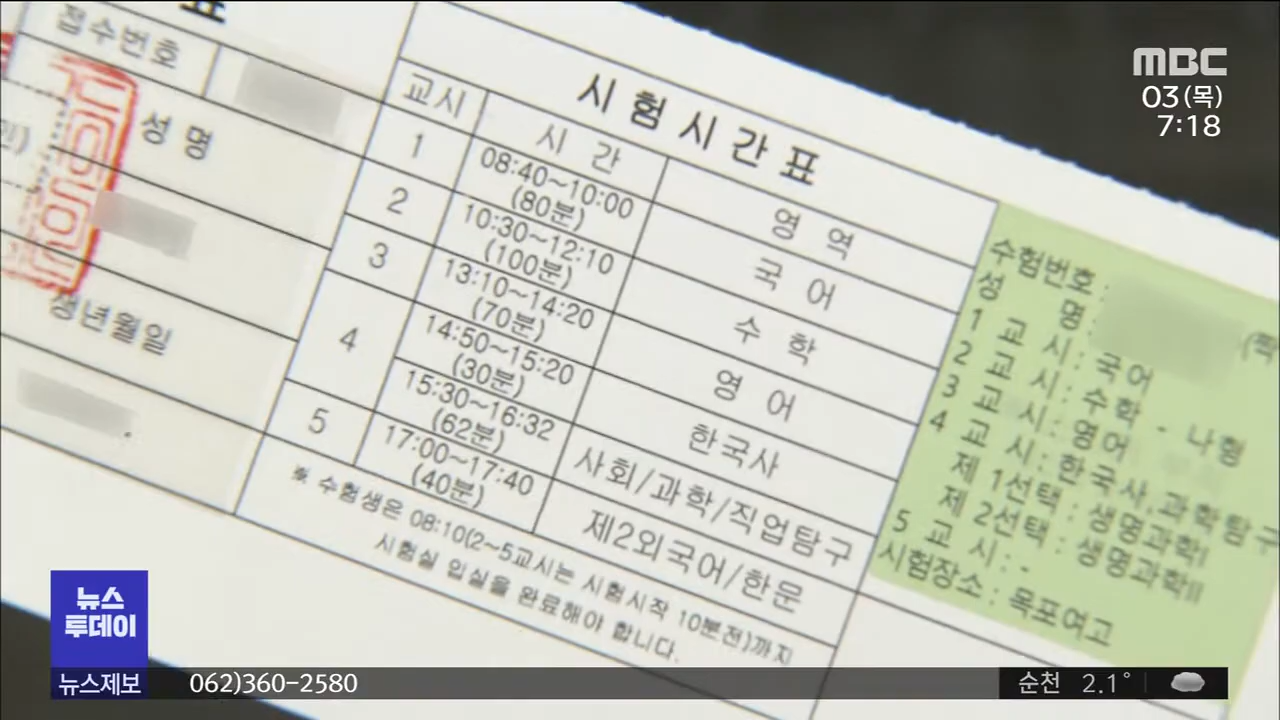 표
MBC
03(목)
7:18
접수번호
성 명
생년월일
시 험 시 간 표
교시 시 간 영 역
1 08:40~10:00 (80분) 국 어
2 10:30~12:10 (100분) 수 학
3 13:10~14:20 (70분) 영 어
4 14:50~15:20 (30분) 한국사
15:30~16:32 (62분) 사회/과학/직업탐구
5 17:00~17:40 (40분) 제2외국어/한문
※ 수험생은 08:10(2~5교시는 시험시작 10분전)까지
시험실 입실을 완료해야 합니다.
수험번호 :
성 명 :
1 교 시 : 국어
2 교 시 : 수학 - 나형
3 교 시 : 영어
4 교 시 : 한국사,과학탐구
제 1선택 : 생명과학Ⅰ
제 2선택 : 생명과학Ⅱ
5 교 시 : -
시험장소 : 목포여고
뉴스
투데이
뉴스제보 062)360-2580
순천 2.1°